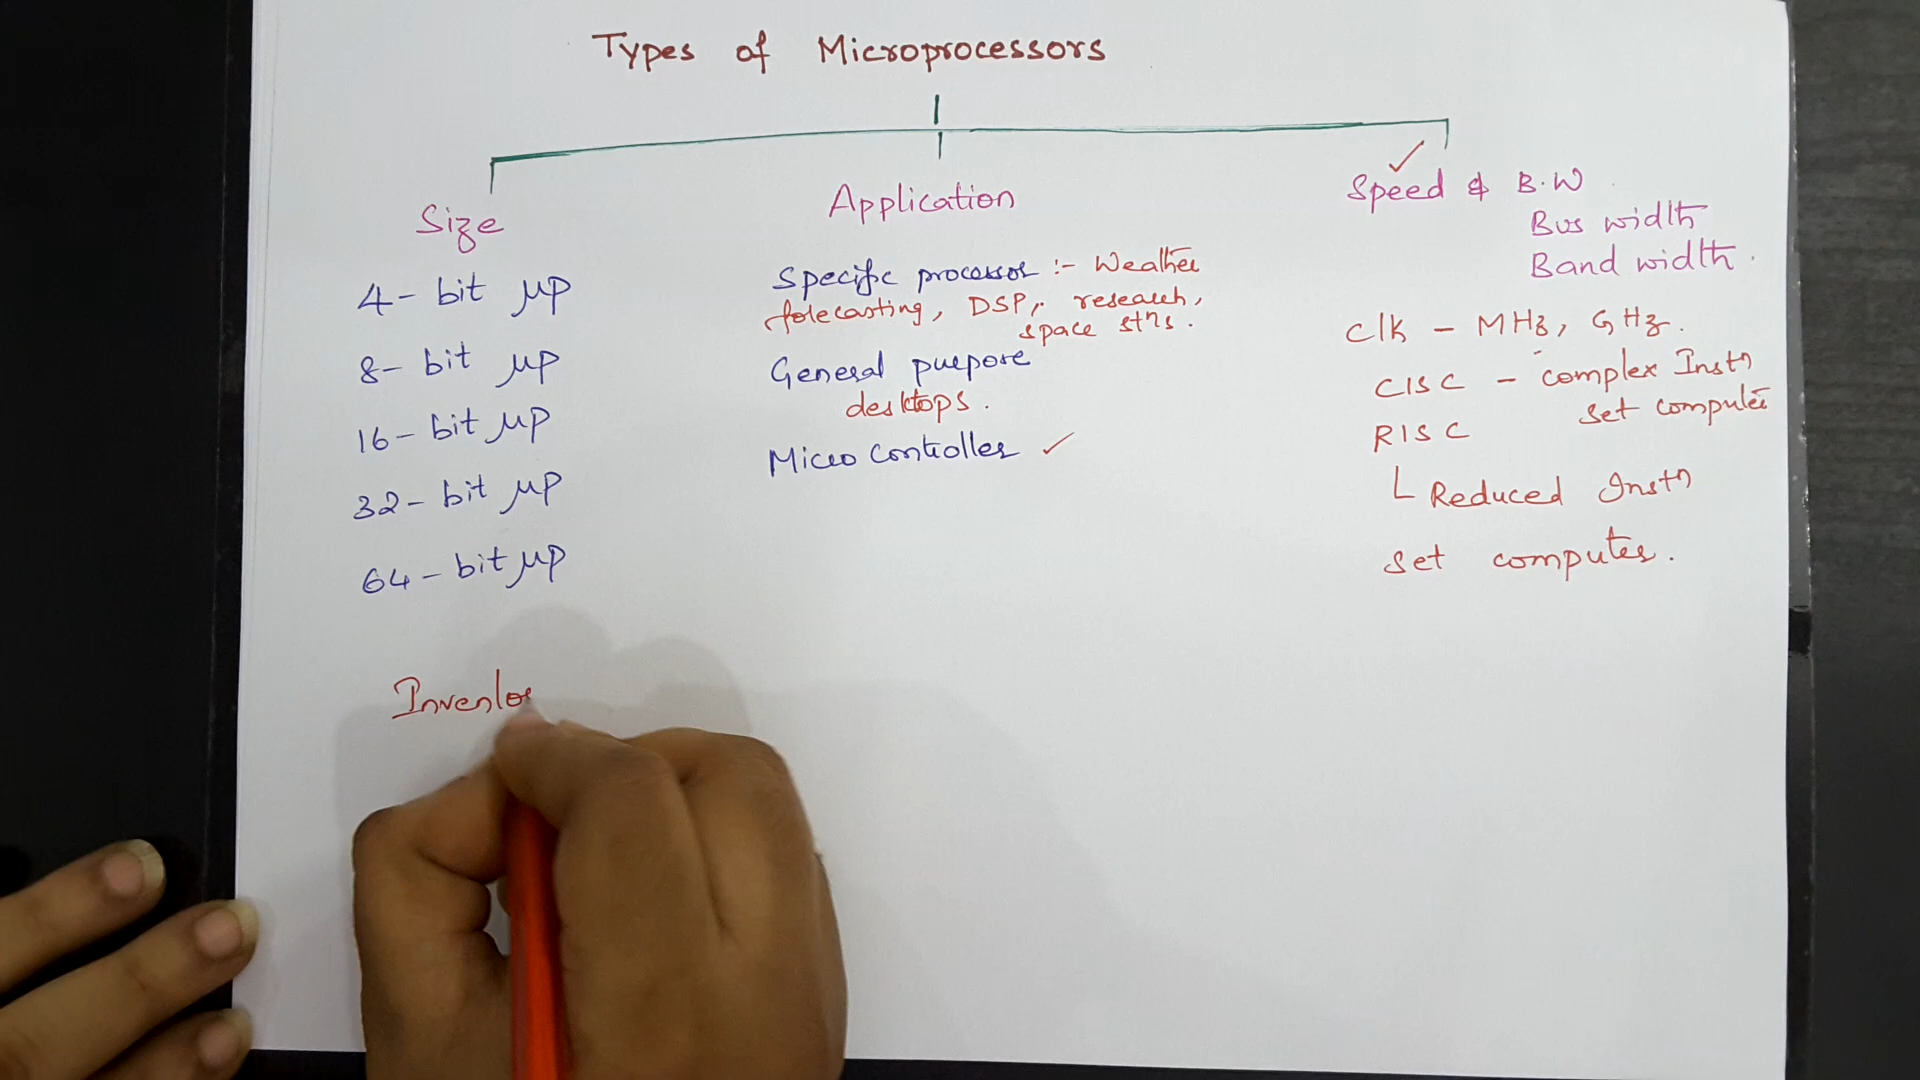 Types of Microprocessors
Size
4- bit μp
8- bit μp
16- bit μp
32- bit μp
64- bit μp
Application
Specific processor :- Weather
forecasting, DSP, research,
space stns.
General purpose
desktops.
Micro Controller ✓
✓
Speed & B.W
Bus width
Band width.
clk - MHz, GHz.
CISC - complex Instn
set computer
RISC
Reduced Instn
set computer.
Inventor